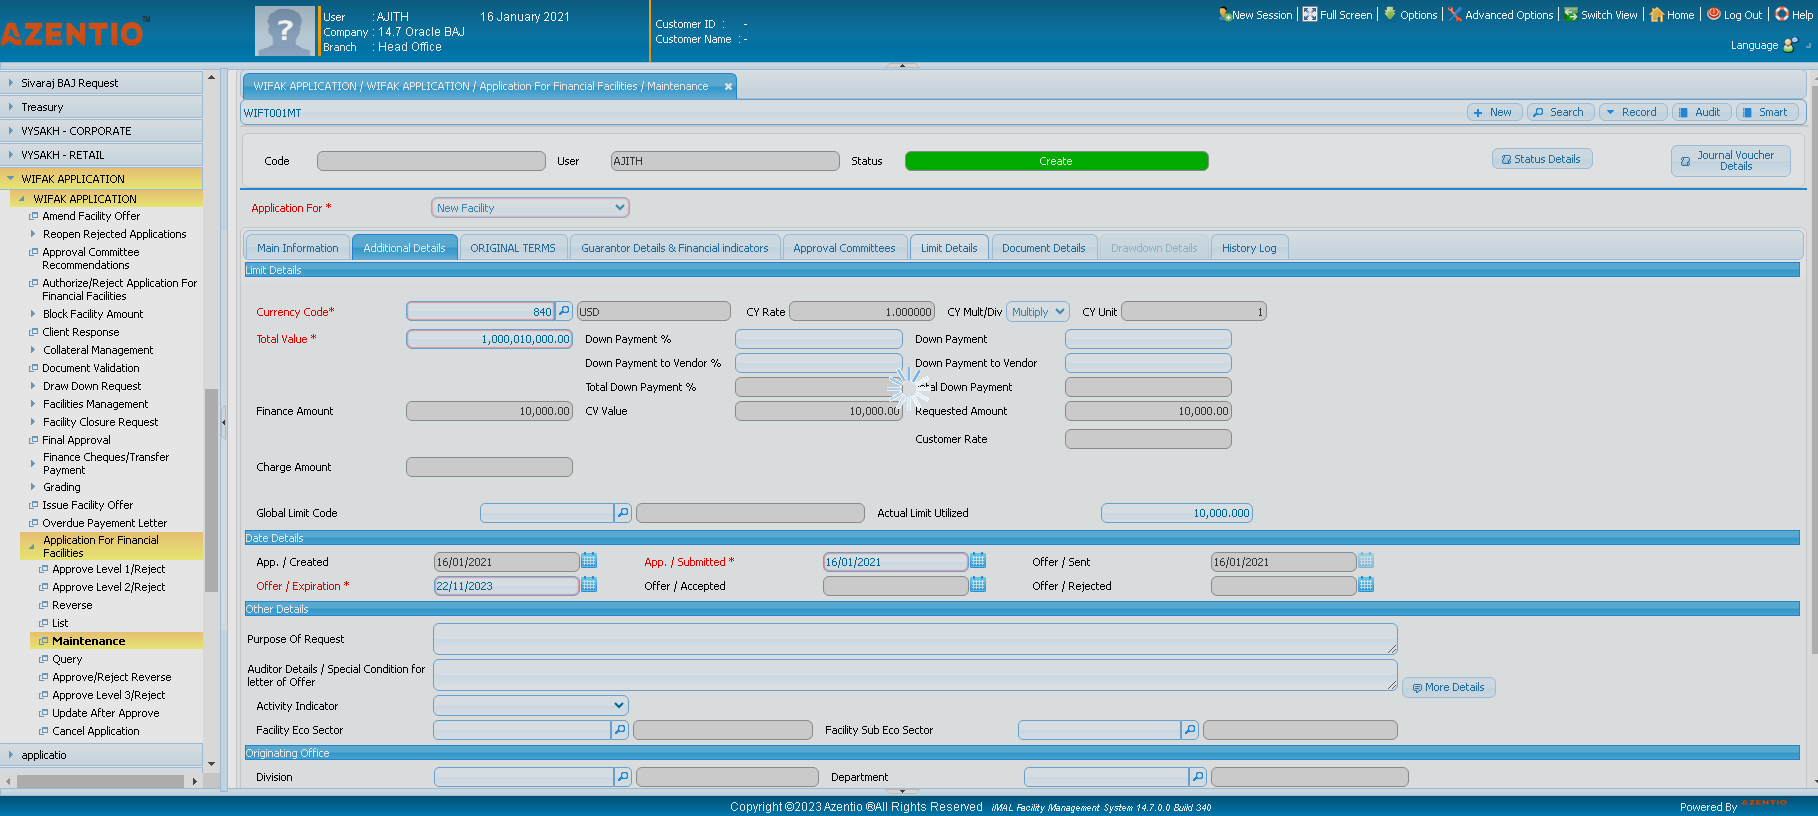 AZENTIO™
User : AJITH 16 January 2021
Company : 14.7 Oracle BAJ
Branch : Head Office
Customer ID : -
Customer Name : -
New Session | Full Screen | Options | Advanced Options | Switch View | Home | Log Out | Help
Language
Sivaraj BAJ Request
Treasury
VYSAKH - CORPORATE
VYSAKH - RETAIL
WIFAK APPLICATION
WIFAK APPLICATION
Amend Facility Offer
Reopen Rejected Applications
Approval Committee
Recommendations
Authorize/Reject Application For
Financial Facilities
Block Facility Amount
Client Response
Collateral Management
Document Validation
Draw Down Request
Facilities Management
Facility Closure Request
Final Approval
Finance Cheques/Transfer
Payment
Grading
Issue Facility Offer
Overdue Payement Letter
Application For Financial
Facilities
Approve Level 1/Reject
Approve Level 2/Reject
Reverse
List
Maintenance
Query
Approve/Reject Reverse
Approve Level 3/Reject
Update After Approve
Cancel Application
applicatio
WIFAK APPLICATION / WIFAK APPLICATION / Application For Financial Facilities / Maintenance
WIFT001MT
New Search Record Audit Smart
Code User AJITH Status Create Status Details
Journal Voucher
Details
Application For * New Facility
Main Information Additional Details ORIGINAL TERMS Guarantor Details & Financial indicators Approval Committees Limit Details Document Details Drawdown Details History Log
Limit Details
Currency Code* 840 USD CY Rate 1.000000 CY Mult/Div Multiply CY Unit 1
Total Value * 1,000,010,000.00 Down Payment % Down Payment
Down Payment to Vendor % Down Payment to Vendor
Total Down Payment % Total Down Payment
Finance Amount 10,000.00 CV Value 10,000.00 Requested Amount 10,000.00
Customer Rate
Charge Amount
Global Limit Code Actual Limit Utilized 10,000.000
Date Details
App. / Created 16/01/2021 App. / Submitted * 16/01/2021 Offer / Sent 16/01/2021
Offer / Expiration * 22/11/2023 Offer / Accepted Offer / Rejected
Other Details
Purpose Of Request
Auditor Details / Special Condition for
letter of Offer
More Details
Activity Indicator
Facility Eco Sector Facility Sub Eco Sector
Originating Office
Division Department
Copyright ©2023 Azentio ®All Rights Reserved iMAL Facility Management System 14.7.0.0 Build 340
Powered By AZENTIO